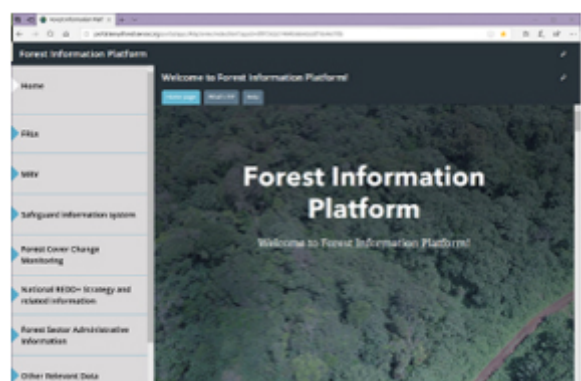 Forest Information Platform
Welcome to Forest Information Platform!
Home
MRV
Safeguard information system
Forest Cover Change
Monitoring
National REDD+ Strategy and
related information
Forest Sector Administrative
Information
Other Relevant Data
Forest Information
Platform
Welcome to Forest Information Platform!